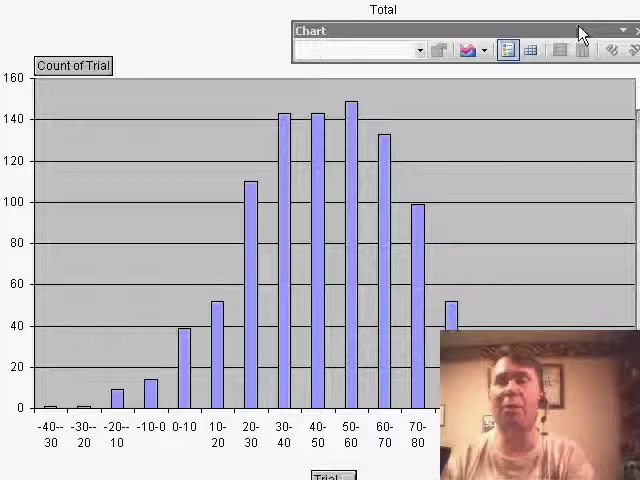 Total
Chart
Count of Trial
160
140
120
100
80
60
40
20
0
-40-- -30-- -20-- -10-0 0-10 10- 20- 30- 40- 50- 60- 70-
30 20 10 20 30 40 50 60 70 80
Trial